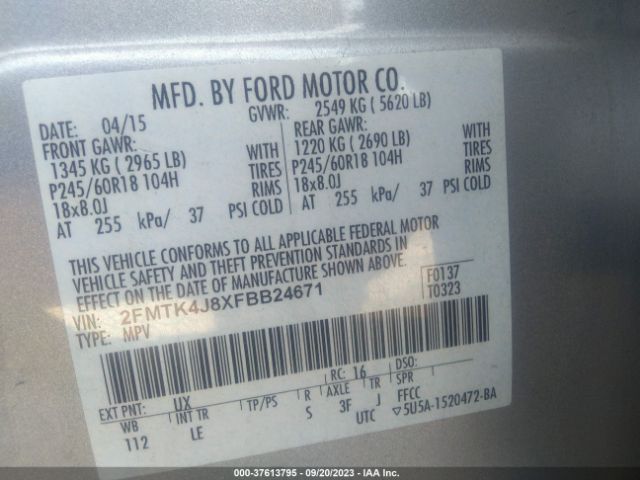 MFD. BY FORD MOTOR CO.
DATE: 04/15 GVWR: 2549 KG ( 5620 LB)
FRONT GAWR: REAR GAWR:
1345 KG ( 2965 LB) WITH 1220 KG ( 2690 LB) WITH
P245/60R18 104H TIRES P245/60R18 104H TIRES
18x8.0J RIMS 18x8.0J RIMS
AT 255 kPa/ 37 PSI COLD AT 255 kPa/ 37 PSI COLD
THIS VEHICLE CONFORMS TO ALL APPLICABLE FEDERAL MOTOR
VEHICLE SAFETY AND THEFT PREVENTION STANDARDS IN
EFFECT ON THE DATE OF MANUFACTURE SHOWN ABOVE.
VIN: 2FMTK4J8XFBB24671 F0137
TYPE: MPV T0323
EXT PNT: UX RC: 16 DSO:
WB INT TR TP/PS R AXLE TR SPR
112 LE S 3F J FFCC
UTC ▽5U5A-1520472-BA
000-37613795 - 09/20/2023 - IAA Inc.